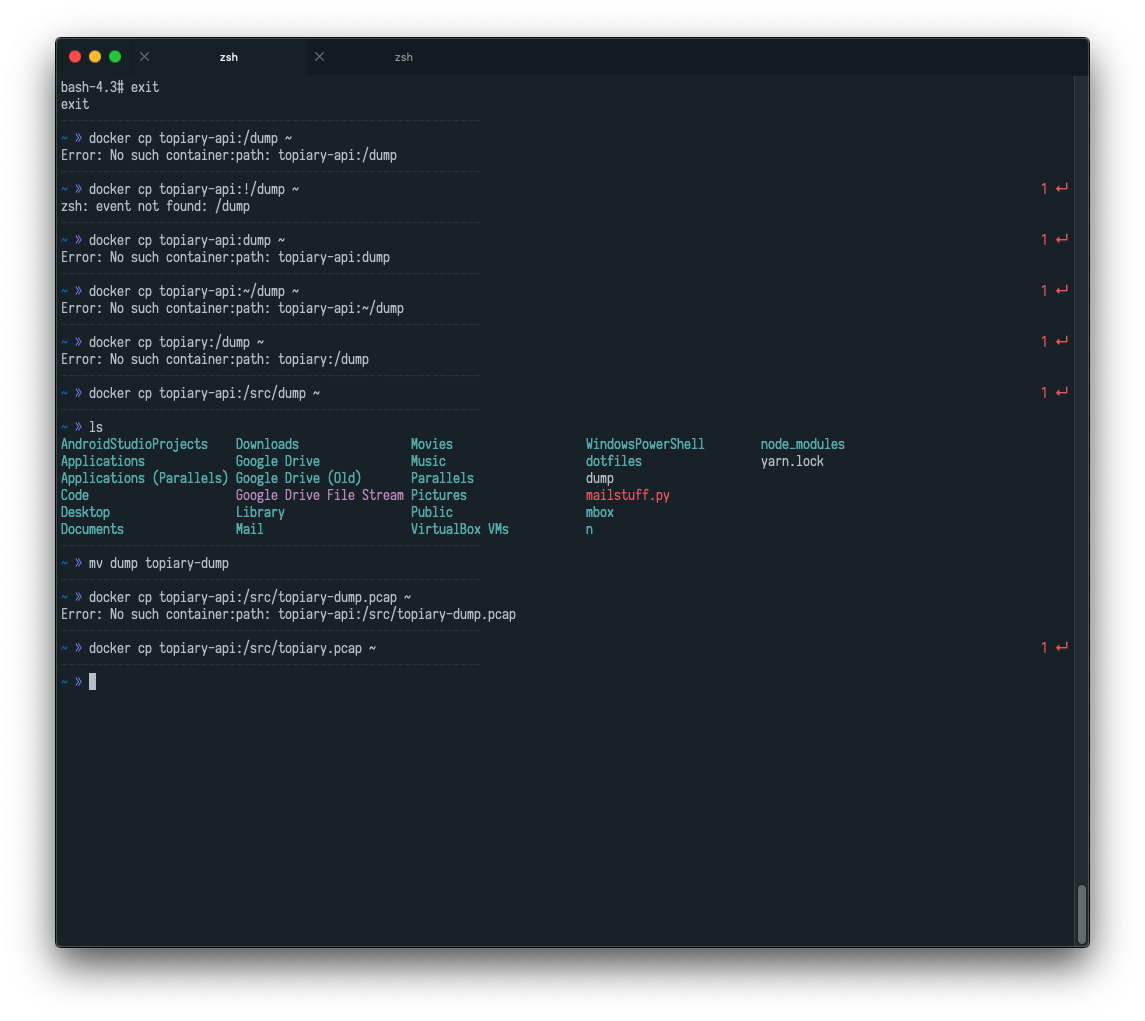 zsh zsh
bash-4.3# exit
exit
~ » docker cp topiary-api:/dump ~
Error: No such container:path: topiary-api:/dump
~ » docker cp topiary-api:!/dump ~ 1 ↵
zsh: event not found: /dump
~ » docker cp topiary-api:dump ~ 1 ↵
Error: No such container:path: topiary-api:dump
~ » docker cp topiary-api:~/dump ~ 1 ↵
Error: No such container:path: topiary-api:~/dump
~ » docker cp topiary:/dump ~ 1 ↵
Error: No such container:path: topiary:/dump
~ » docker cp topiary-api:/src/dump ~ 1 ↵
~ » ls
AndroidStudioProjects Downloads Movies WindowsPowerShell node_modules
Applications Google Drive Music dotfiles yarn.lock
Applications (Parallels) Google Drive (Old) Parallels dump
Code Google Drive File Stream Pictures mailstuff.py
Desktop Library Public mbox
Documents Mail VirtualBox VMs n
~ » mv dump topiary-dump
~ » docker cp topiary-api:/src/topiary-dump.pcap ~
Error: No such container:path: topiary-api:/src/topiary-dump.pcap
~ » docker cp topiary-api:/src/topiary.pcap ~ 1 ↵
~ »